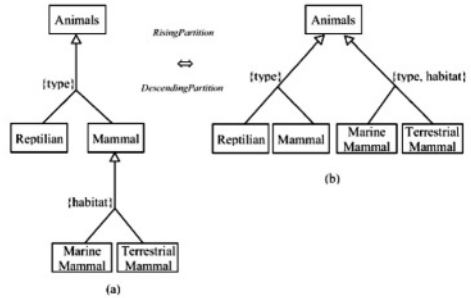 Animals
RisingPartition
⇔
DescendingPartition
{type}
Reptilian
Mammal
{habitat}
Marine
Mammal
Terrestrial
Mammal
(a)
Animals
{type}
{type, habitat}
Reptilian
Mammal
Marine
Mammal
Terrestrial
Mammal
(b)